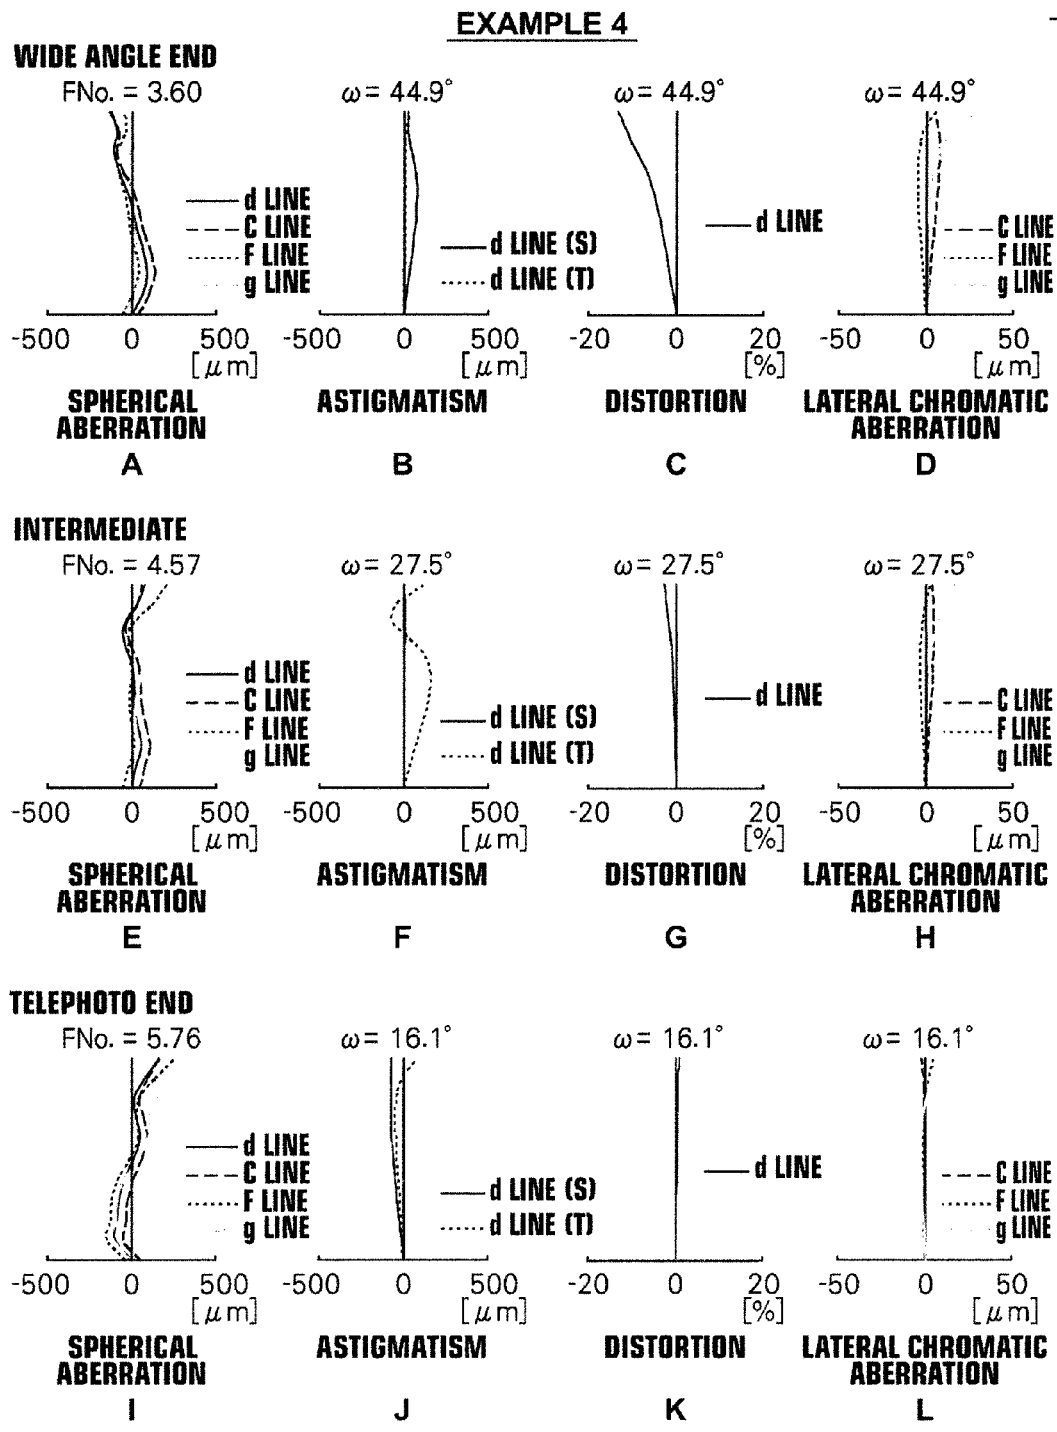 EXAMPLE 4
WIDE ANGLE END
FNo. = 3.60
ω = 44.9°
ω = 44.9°
ω = 44.9°
d LINE
C LINE
F LINE
g LINE
d LINE (S)
d LINE (T)
d LINE
C LINE
F LINE
g LINE
-500 0 500
[μm]
-500 0 500
[μm]
-20 0 20
[%]
-50 0 50
[μm]
SPHERICAL
ABERRATION
ASTIGMATISM
DISTORTION
LATERAL CHROMATIC
ABERRATION
A
B
C
D
INTERMEDIATE
FNo. = 4.57
ω = 27.5°
ω = 27.5°
ω = 27.5°
d LINE
C LINE
F LINE
g LINE
d LINE (S)
d LINE (T)
d LINE
C LINE
F LINE
g LINE
-500 0 500
[μm]
-500 0 500
[μm]
-20 0 20
[%]
-50 0 50
[μm]
SPHERICAL
ABERRATION
ASTIGMATISM
DISTORTION
LATERAL CHROMATIC
ABERRATION
E
F
G
H
TELEPHOTO END
FNo. = 5.76
ω = 16.1°
ω = 16.1°
ω = 16.1°
d LINE
C LINE
F LINE
g LINE
d LINE (S)
d LINE (T)
d LINE
C LINE
F LINE
g LINE
-500 0 500
[μm]
-500 0 500
[μm]
-20 0 20
[%]
-50 0 50
[μm]
SPHERICAL
ABERRATION
ASTIGMATISM
DISTORTION
LATERAL CHROMATIC
ABERRATION
I
J
K
L